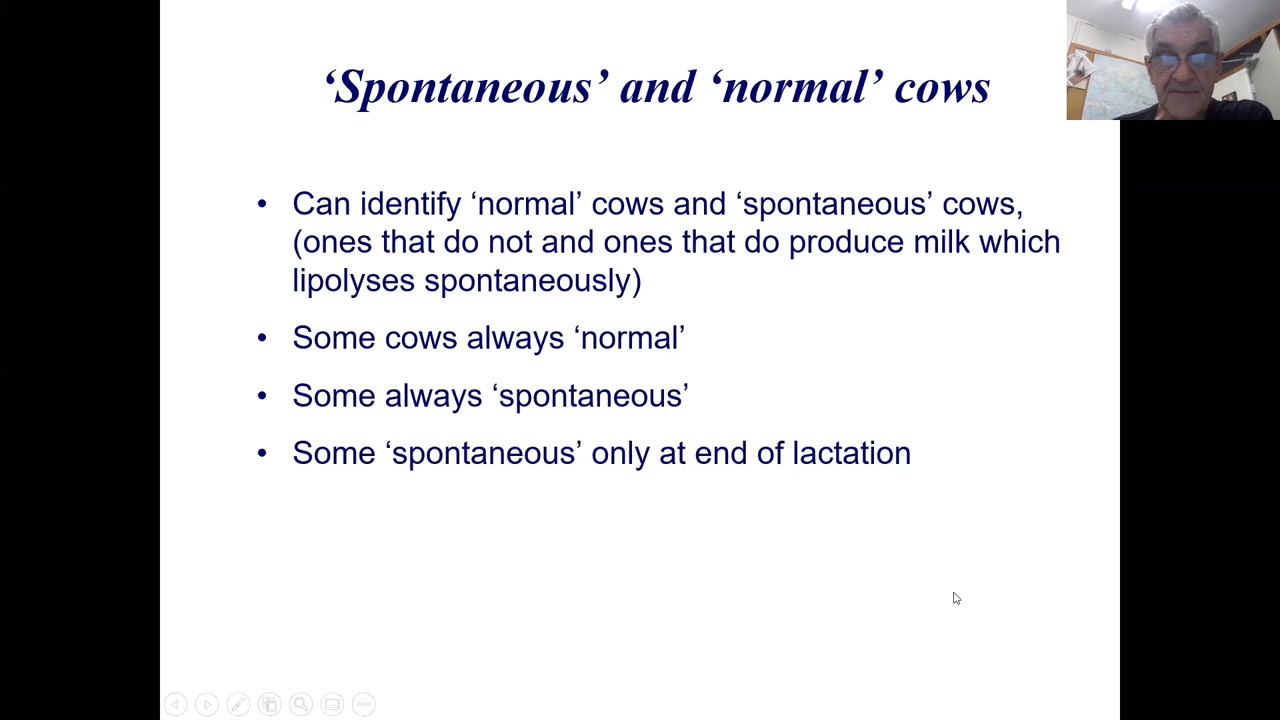 ‘Spontaneous’ and ‘normal’ cows
• Can identify ‘normal’ cows and ‘spontaneous’ cows,
(ones that do not and ones that do produce milk which
lipolyses spontaneously)
• Some cows always ‘normal’
• Some always ‘spontaneous’
• Some ‘spontaneous’ only at end of lactation